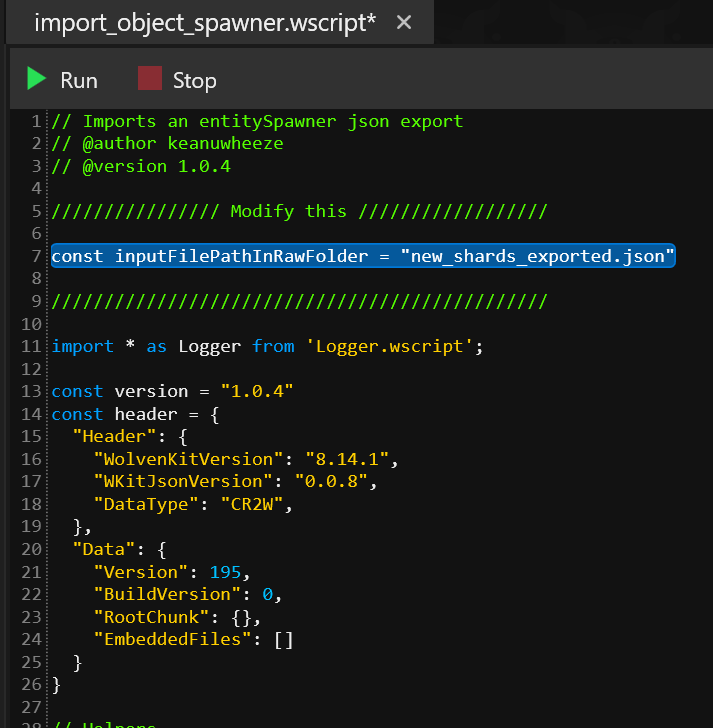 import_object_spawner.wscript* ×
Run Stop
1 // Imports an entitySpawner json export
2 // @author keanuwheeze
3 // @version 1.0.4
4
5 //////////////// Modify this //////////////////
6
7 const inputFilePathInRawFolder = "new_shards_exported.json"
8
9 ///////////////////////////////////////////////
10
11 import * as Logger from 'Logger.wscript';
12
13 const version = "1.0.4"
14 const header = {
15   "Header": {
16     "WolvenKitVersion": "8.14.1",
17     "WKitJsonVersion": "0.0.8",
18     "DataType": "CR2W",
19   },
20   "Data": {
21     "Version": 195,
22     "BuildVersion": 0,
23     "RootChunk": {},
24     "EmbeddedFiles": []
25   }
26 }
27
28 // Helpers